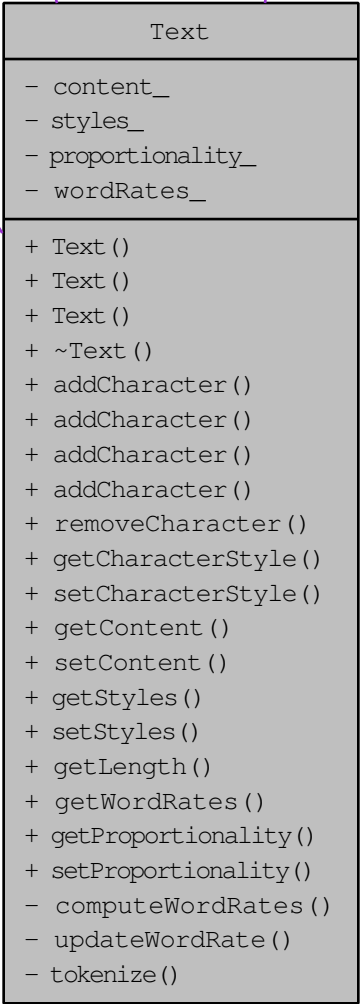 Text
- content_
- styles_
- proportionality_
- wordRates_
+ Text()
+ Text()
+ Text()
+ ~Text()
+ addCharacter()
+ addCharacter()
+ addCharacter()
+ addCharacter()
+ removeCharacter()
+ getCharacterStyle()
+ setCharacterStyle()
+ getContent()
+ setContent()
+ getStyles()
+ setStyles()
+ getLength()
+ getWordRates()
+ getProportionality()
+ setProportionality()
- computeWordRates()
- updateWordRate()
- tokenize()